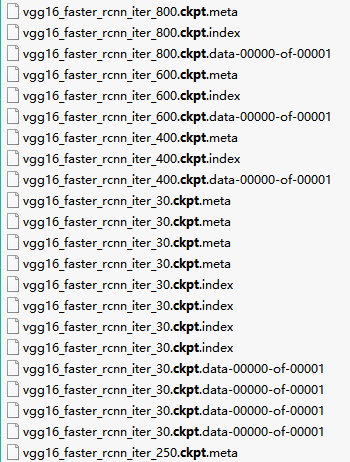 vgg16_faster_rcnn_iter_800.ckpt.meta
vgg16_faster_rcnn_iter_800.ckpt.index
vgg16_faster_rcnn_iter_800.ckpt.data-00000-of-00001
vgg16_faster_rcnn_iter_600.ckpt.meta
vgg16_faster_rcnn_iter_600.ckpt.index
vgg16_faster_rcnn_iter_600.ckpt.data-00000-of-00001
vgg16_faster_rcnn_iter_400.ckpt.meta
vgg16_faster_rcnn_iter_400.ckpt.index
vgg16_faster_rcnn_iter_400.ckpt.data-00000-of-00001
vgg16_faster_rcnn_iter_30.ckpt.meta
vgg16_faster_rcnn_iter_30.ckpt.meta
vgg16_faster_rcnn_iter_30.ckpt.meta
vgg16_faster_rcnn_iter_30.ckpt.meta
vgg16_faster_rcnn_iter_30.ckpt.index
vgg16_faster_rcnn_iter_30.ckpt.index
vgg16_faster_rcnn_iter_30.ckpt.index
vgg16_faster_rcnn_iter_30.ckpt.index
vgg16_faster_rcnn_iter_30.ckpt.data-00000-of-00001
vgg16_faster_rcnn_iter_30.ckpt.data-00000-of-00001
vgg16_faster_rcnn_iter_30.ckpt.data-00000-of-00001
vgg16_faster_rcnn_iter_30.ckpt.data-00000-of-00001
vgg16_faster_rcnn_iter_250.ckpt.meta